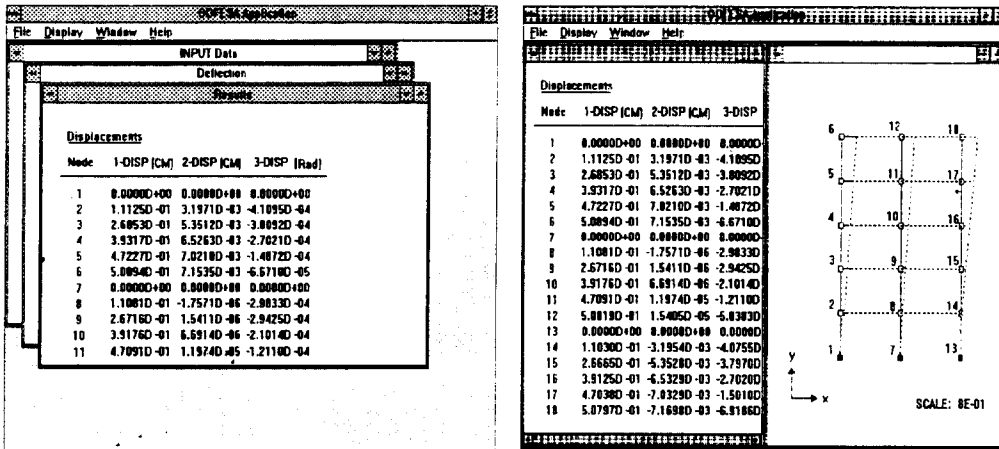 OOFESA Application
File Display Window Help
INPUT Data
Deflection
Results
Displacements
Node 1-DISP [CM] 2-DISP [CM] 3-DISP [Rad]
1 0.0000D+00 0.0000D+00 0.0000D+00
2 1.1125D -01 3.1971D -03 -4.1095D -04
3 2.6853D -01 5.3512D -03 -3.8092D -04
4 3.9317D -01 6.5263D -03 -2.7021D -04
5 4.7227D -01 7.0210D -03 -1.4872D -04
6 5.0894D -01 7.1535D -03 -6.6710D -05
7 0.0000D+00 0.0000D+00 0.0000D+00
8 1.1081D -01 -1.7571D -06 -2.9833D -04
9 2.6716D -01 1.5411D -06 -2.9425D -04
10 3.9176D -01 6.6914D -06 -2.1014D -04
11 4.7091D -01 1.1974D -05 -1.2110D -04
OOFESA Application
File Display Window Help
Displacements
Node 1-DISP [CM] 2-DISP [CM] 3-DISP
1 0.0000D+00 0.0000D+00 0.0000D
2 1.1125D -01 3.1971D -03 -4.1095D
3 2.6853D -01 5.3512D -03 -3.8092D
4 3.9317D -01 6.5263D -03 -2.7021D
5 4.7227D -01 7.0210D -03 -1.4872D
6 5.0894D -01 7.1535D -03 -6.6710D
7 0.0000D+00 0.0000D+00 0.0000D
8 1.1081D -01 -1.7571D -06 -2.9833D
9 2.6716D -01 1.5411D -06 -2.9425D
10 3.9176D -01 6.6914D -06 -2.1014D
11 4.7091D -01 1.1974D -05 -1.2110D
12 5.0819D -01 1.5405D -05 -5.8383D
13 0.0000D+00 0.0000D+00 0.0000D
14 1.1030D -01 -3.1954D -03 -4.0755D
15 2.6665D -01 -5.3528D -03 -3.7970D
16 3.9125D -01 -6.5329D -03 -2.7020D
17 4.7038D -01 -7.0329D -03 -1.5010D
18 5.0797D -01 -7.1698D -03 -6.9186D
6 12 18
5 11 17
4 10 16
3 9 15
2 8 14
1 7 13
y
x
SCALE: 8E-01